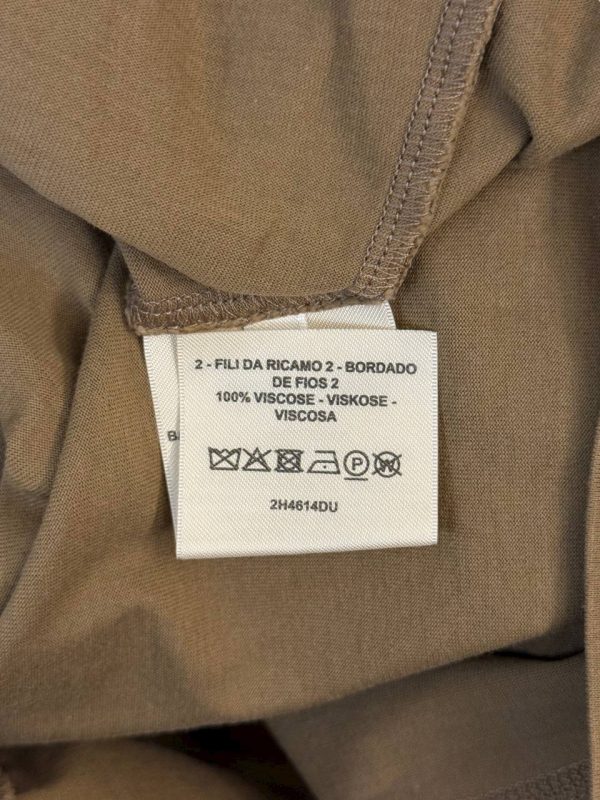 2 - FILI DA RICAMO 2 - BORDADO
DE FIOS 2
100% VISCOSE - VISKOSE -
VISCOSA
P
W
2H4614DU